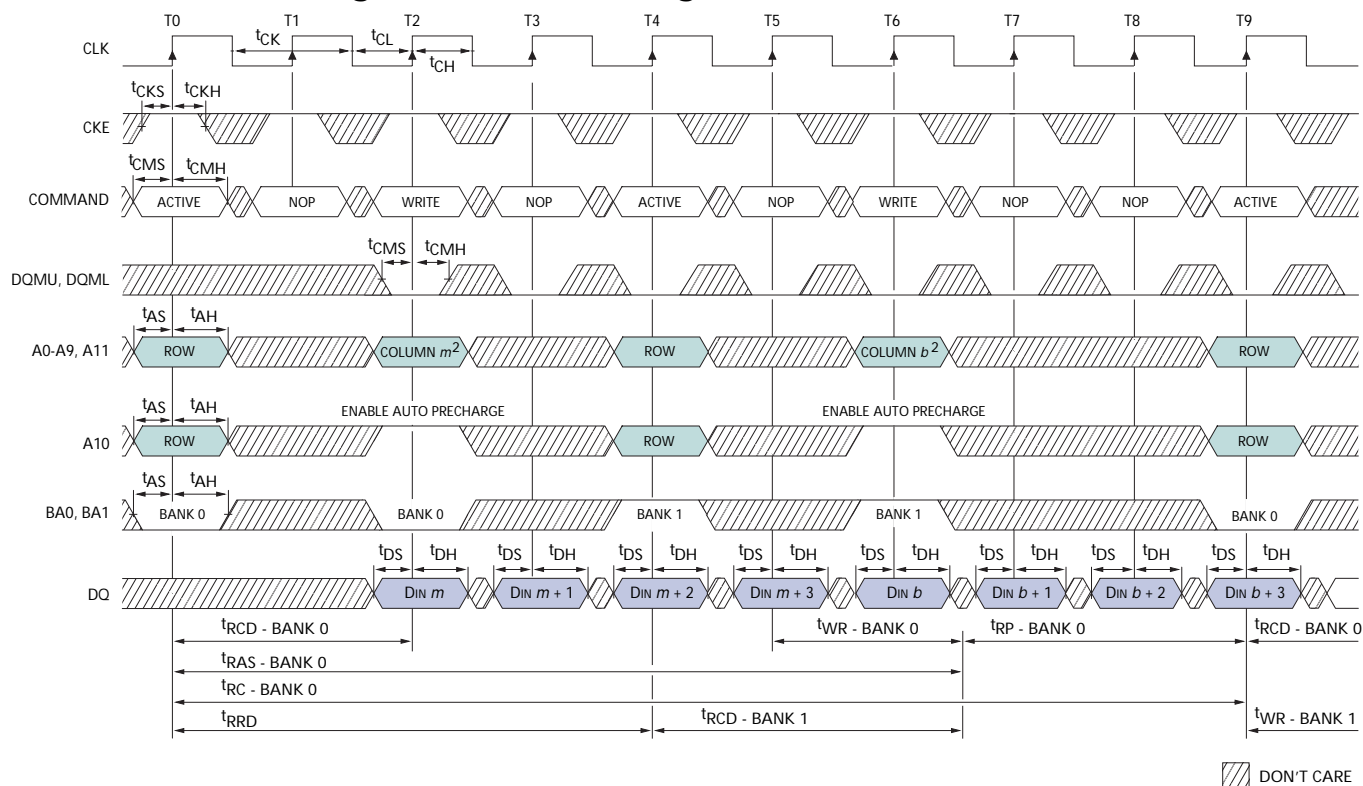 T0 T1 T2 T3 T4 T5 T6 T7 T8 T9
CLK
tCK tCL
tCH
tCKS tCKH
CKE
tCMS tCMH
COMMAND ACTIVE NOP WRITE NOP ACTIVE NOP WRITE NOP NOP ACTIVE
tCMS tCMH
DQMU, DQML
tAS tAH
A0-A9, A11 ROW COLUMN m2 ROW COLUMN b2 ROW
tAS tAH ENABLE AUTO PRECHARGE ENABLE AUTO PRECHARGE
A10 ROW ROW ROW
tAS tAH
BA0, BA1 BANK 0 BANK 0 BANK 1 BANK 1 BANK 0
tDS tDH tDS tDH tDS tDH tDS tDH tDS tDH tDS tDH tDS tDH tDS tDH
DQ DIN m DIN m + 1 DIN m + 2 DIN m + 3 DIN b DIN b + 1 DIN b + 2 DIN b + 3
tRCD - BANK 0 tWR - BANK 0 tRP - BANK 0 tRCD - BANK 0
tRAS - BANK 0
tRC - BANK 0
tRRD tRCD - BANK 1 tWR - BANK 1
DON'T CARE